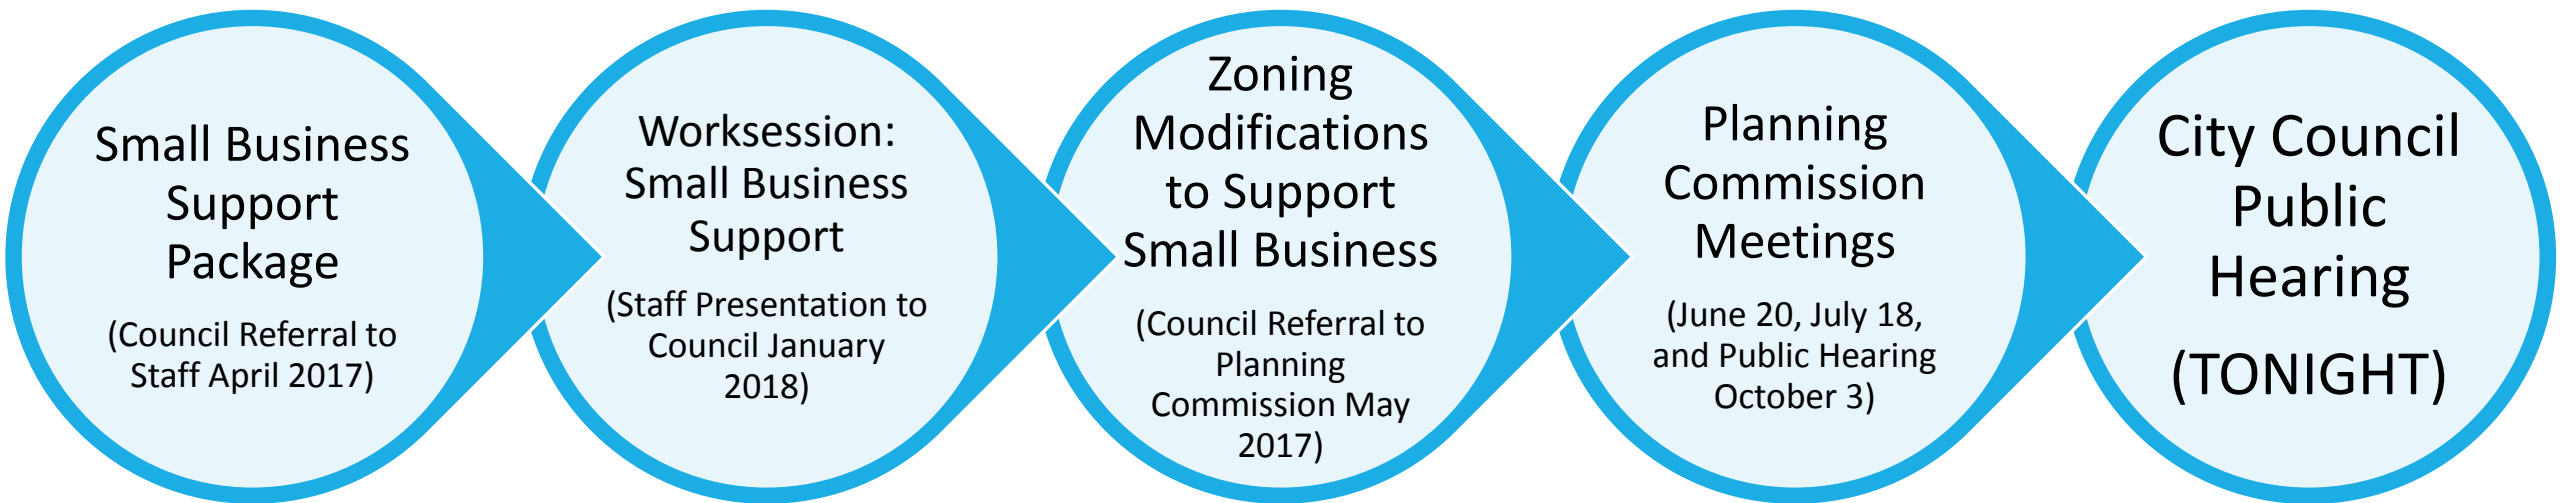 Small Business
Support
Package
(Council Referral to
Staff April 2017)
Worksession:
Small Business
Support
(Staff Presentation to
Council January
2018)
Zoning
Modifications
to Support
Small Business
(Council Referral to
Planning
Commission May
2017)
Planning
Commission
Meetings
(June 20, July 18,
and Public Hearing
October 3)
City Council
Public
Hearing
(TONIGHT)